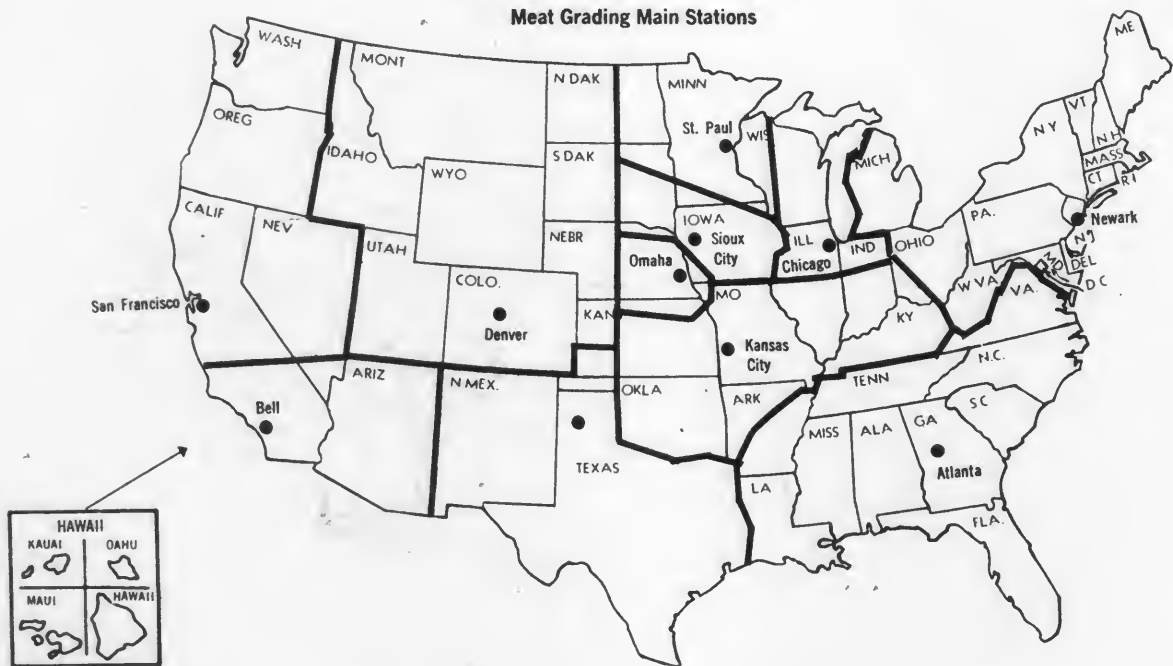 Meat Grading Main Stations
WASH
MONT
N DAK
MINN
ME
OREG
IDAHO
S DAK
St. Paul
WIS
MICH
NY
VT
NH
MASS
CT
RI
WYO
CALIF
NEV
UTAH
NEBR
IOWA
Sioux
City
ILL
Chicago
IND
OHIO
PA.
Newark
NJ
DEL
MD
DC
Omaha
San Francisco
COLO.
Denver
KAN
MO
Kansas
City
KY
W VA
VA.
N.C.
Bell
ARIZ
N MEX.
OKLA
ARK
TENN
SC
TEXAS
LA
MISS
ALA
GA
Atlanta
FLA.
HAWAII
KAUAI
OAHU
MAUI
HAWAII